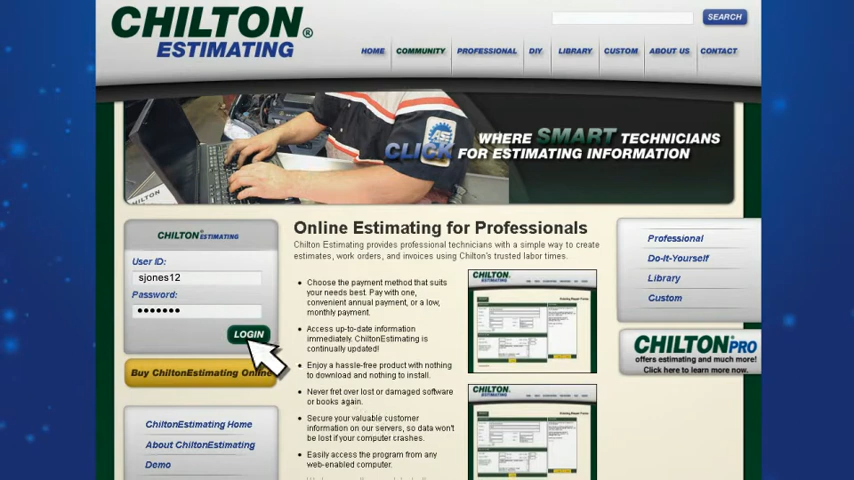 CHILTON®
ESTIMATING
SEARCH
HOME
COMMUNITY
PROFESSIONAL
DIY
LIBRARY
CUSTOM
ABOUT US
CONTACT
CLICK WHERE SMART TECHNICIANS
FOR ESTIMATING INFORMATION
CHILTON ESTIMATING
User ID:
sjones12
Password:
•••••••
LOGIN
Buy ChiltonEstimating Online
ChiltonEstimating Home
About ChiltonEstimating
Demo
Online Estimating for Professionals
Chilton Estimating provides professional technicians with a simple way to create
estimates, work orders, and invoices using Chilton's trusted labor times.
• Choose the payment method that suits
your needs best. Pay with one,
convenient annual payment, or a low,
monthly payment.
• Access up-to-date information
immediately. ChiltonEstimating is
continually updated!
• Enjoy a hassle-free product with nothing
to download and nothing to install.
• Never fret over lost or damaged software
or books again.
• Secure your valuable customer
information on our servers, so data won't
be lost if your computer crashes.
• Easily access the program from any
web-enabled computer.
CHILTON
CHILTON
Professional
Do-It-Yourself
Library
Custom
CHILTONPRO
offers estimating and much more!
Click here to learn more now.